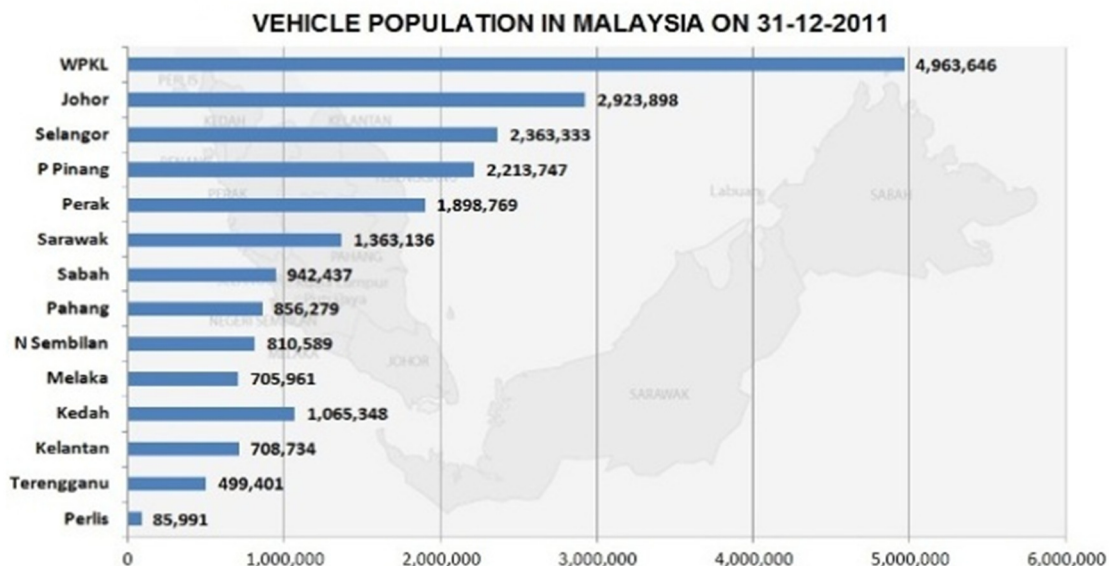 VEHICLE POPULATION IN MALAYSIA ON 31-12-2011
WPKL 4,963,646
PERLIS
Johor 2,923,898
KEDAH KELANTAN
Selangor 2,363,333
P Pinang 2,213,747
PERAK
Labuan
SABAH
Perak 1,898,769
Sarawak 1,363,136
PAHANG
Sabah 942,437
Pahang 856,279
NEGERI SEMBILAN
N Sembilan 810,589
MELAKA
JOHOR
Melaka 705,961
SARAWAK
Kedah 1,065,348
Kelantan 708,734
Terengganu 499,401
Perlis 85,991
0 1,000,000 2,000,000 3,000,000 4,000,000 5,000,000 6,000,000